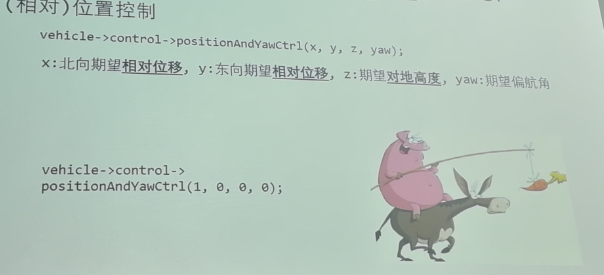 (相对)位置控制
vehicle->control->positionAndYawCtrl(x, y, z, yaw);
x:北向期望相对位移, y:东向期望相对位移, z:期望对地高度, yaw:期望偏航角
vehicle->control->
positionAndYawCtrl(1, 0, 0, 0);